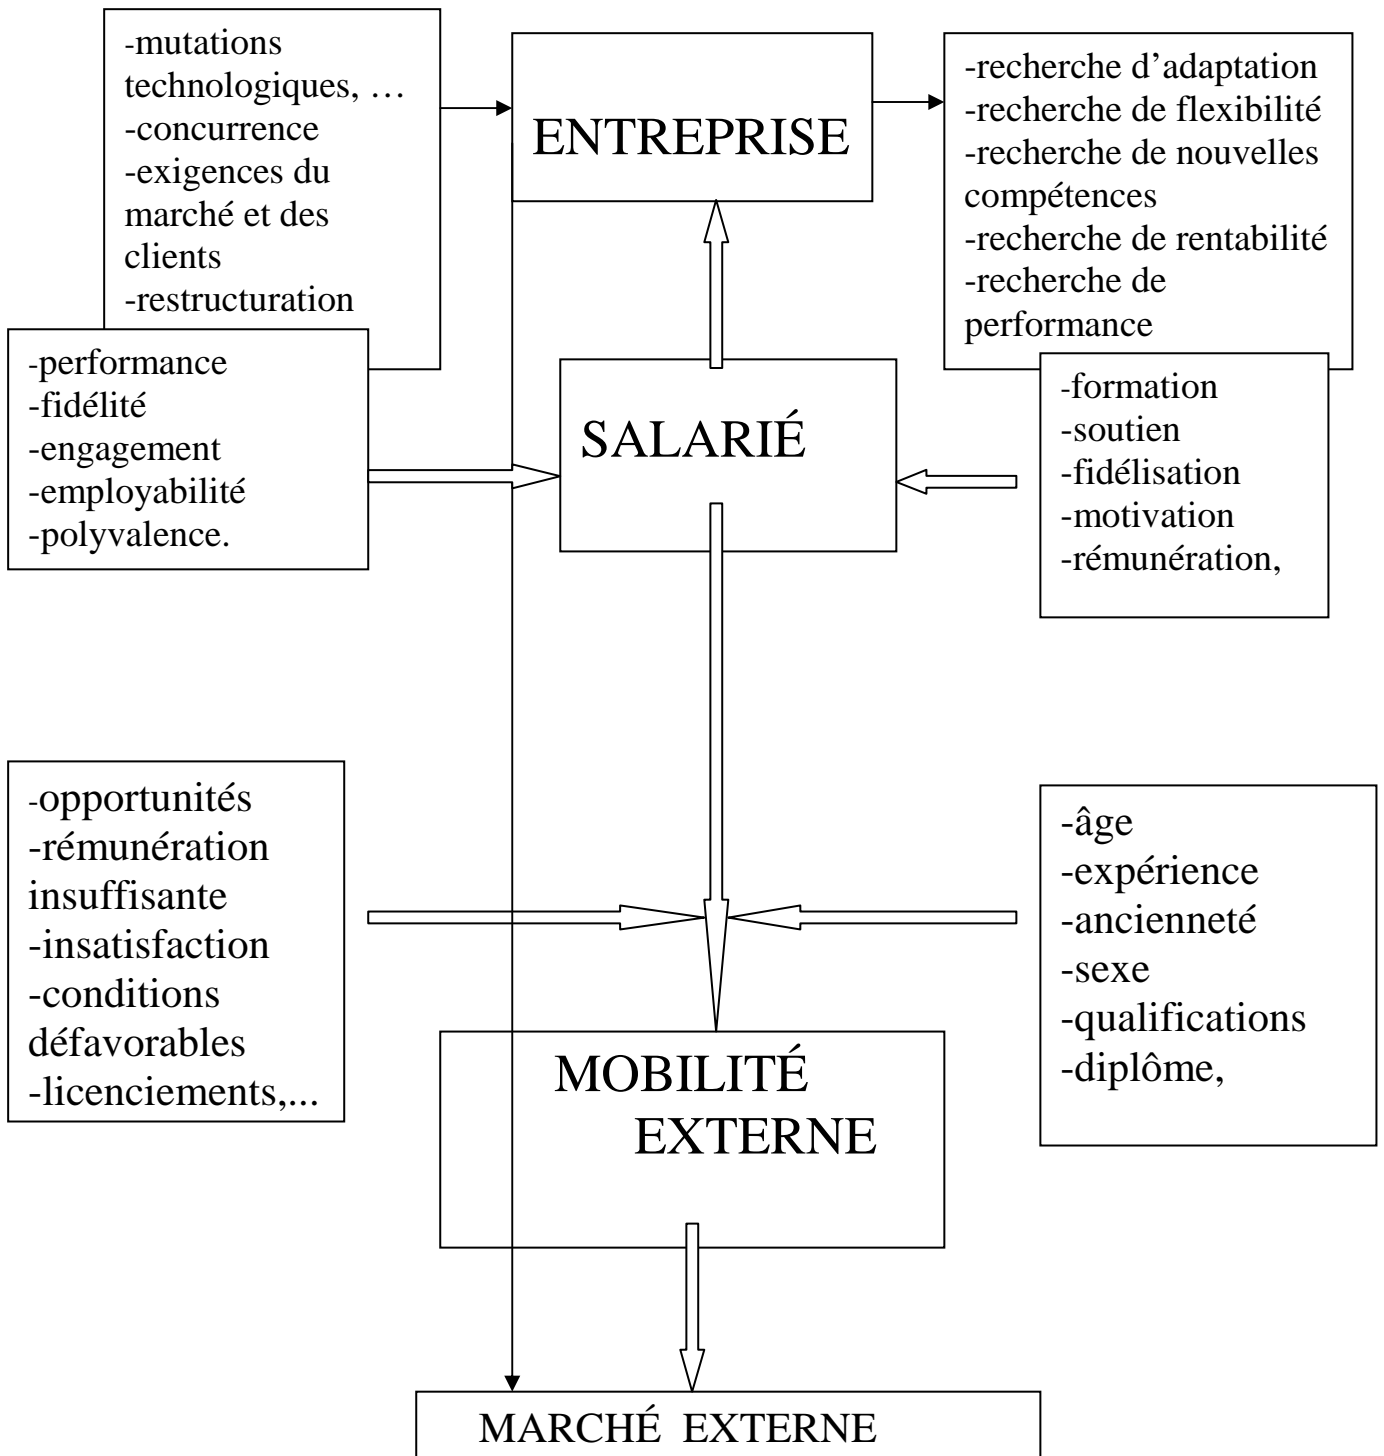 -mutations
technologiques, …
-concurrence
-exigences du
marché et des
clients
-restructuration
ENTREPRISE
-recherche d’adaptation
-recherche de flexibilité
-recherche de nouvelles
compétences
-recherche de rentabilité
-recherche de
performance
-performance
-fidélité
-engagement
-employabilité
-polyvalence.
SALARIÉ
-formation
-soutien
-fidélisation
-motivation
-rémunération,
-opportunités
-rémunération
insuffisante
-insatisfaction
-conditions
défavorables
-licenciements,...
-âge
-expérience
-ancienneté
-sexe
-qualifications
-diplôme,
MOBILITÉ
EXTERNE
MARCHÉ EXTERNE